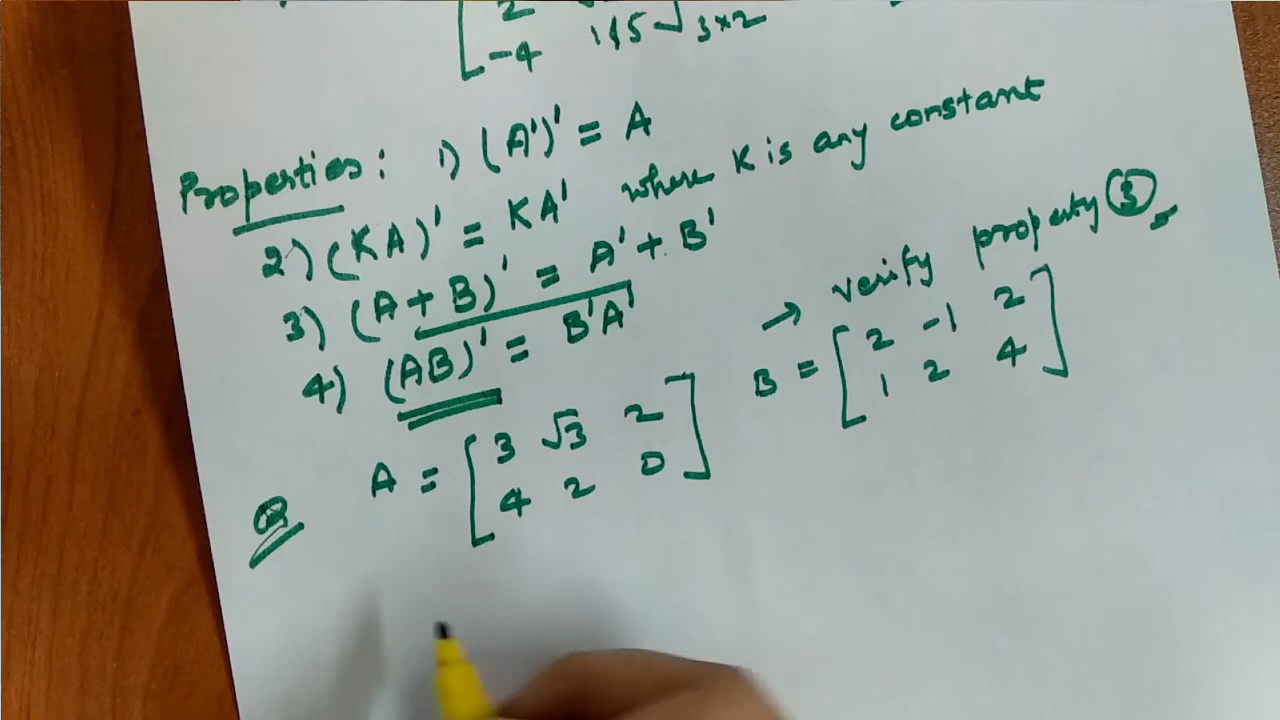 2
-4 1/5 3×2
Properties: 1) (A')' = A
2) (KA)' = KA' where K is any constant
3) (A + B)' = A' + B'
4) (AB)' = B'A'
→ verify property 3
Q A = [3 √3 2
4 2 0]
B = [2 -1 2
1 2 4]